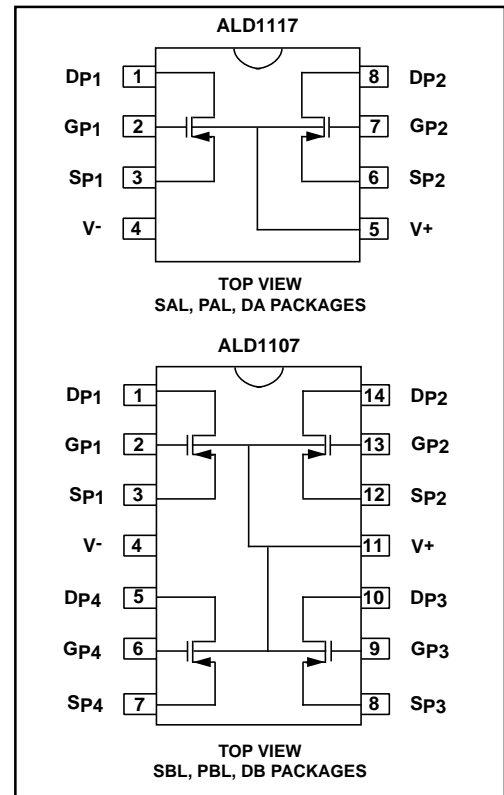 ALD1117
DP1 1 8 DP2
GP1 2 7 GP2
SP1 3 6 SP2
V- 4 5 V+
TOP VIEW
SAL, PAL, DA PACKAGES
ALD1107
DP1 1 14 DP2
GP1 2 13 GP2
SP1 3 12 SP2
V- 4 11 V+
DP4 5 10 DP3
GP4 6 9 GP3
SP4 7 8 SP3
TOP VIEW
SBL, PBL, DB PACKAGES